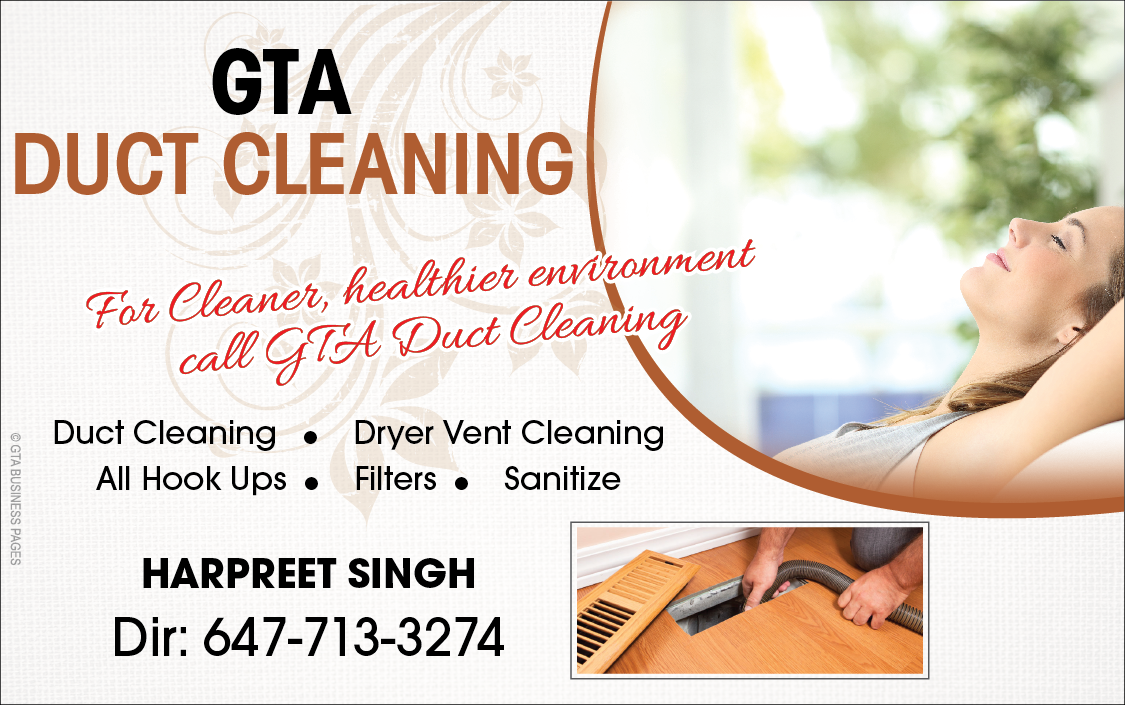 GTA
DUCT CLEANING
For Cleaner, healthier environment
call GTA Duct Cleaning
Duct Cleaning ● Dryer Vent Cleaning
All Hook Ups ● Filters ● Sanitize
HARPREET SINGH
Dir: 647-713-3274
© GTA BUSINESS PAGES